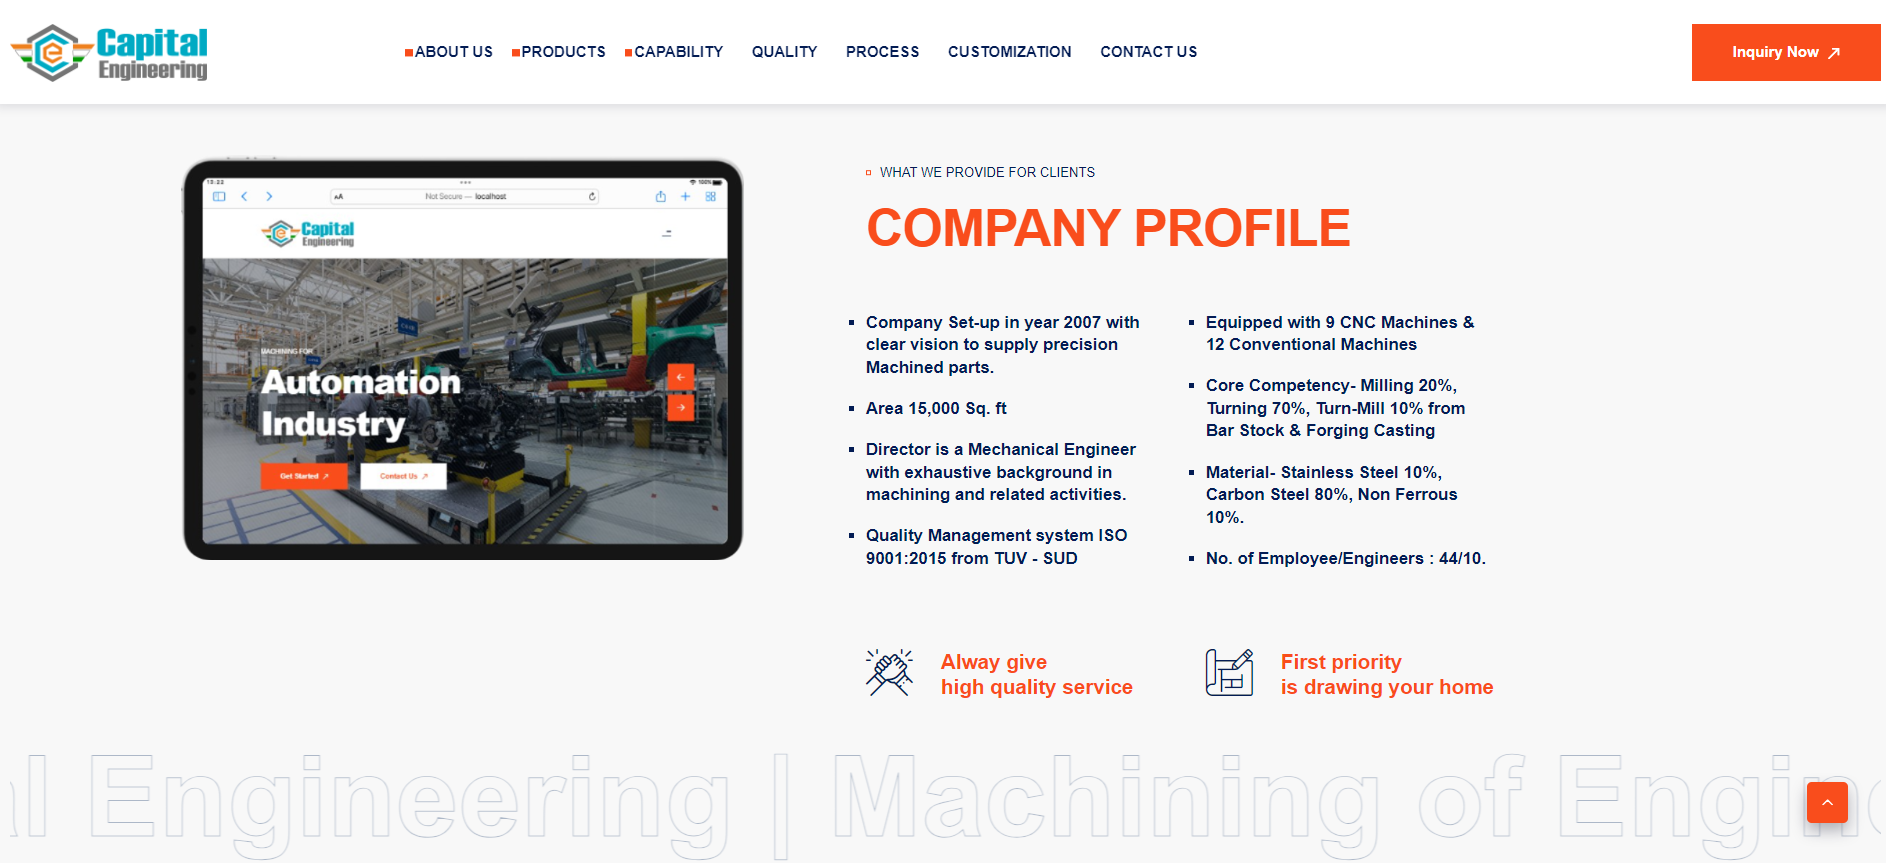 Capital
Engineering
ABOUT US
PRODUCTS
CAPABILITY
QUALITY
PROCESS
CUSTOMIZATION
CONTACT US
Inquiry Now
13:22
100%
AA
Not Secure — localhost
Capital
Engineering
MACHINING FOR
Automation
Industry
Get Started
Contact Us
WHAT WE PROVIDE FOR CLIENTS
COMPANY PROFILE
Company Set-up in year 2007 with
clear vision to supply precision
Machined parts.
Area 15,000 Sq. ft
Director is a Mechanical Engineer
with exhaustive background in
machining and related activities.
Quality Management system ISO
9001:2015 from TUV - SUD
Equipped with 9 CNC Machines &
12 Conventional Machines
Core Competency- Milling 20%,
Turning 70%, Turn-Mill 10% from
Bar Stock & Forging Casting
Material- Stainless Steel 10%,
Carbon Steel 80%, Non Ferrous
10%.
No. of Employee/Engineers : 44/10.
Alway give
high quality service
First priority
is drawing your home
al Engineering | Machining of Engine